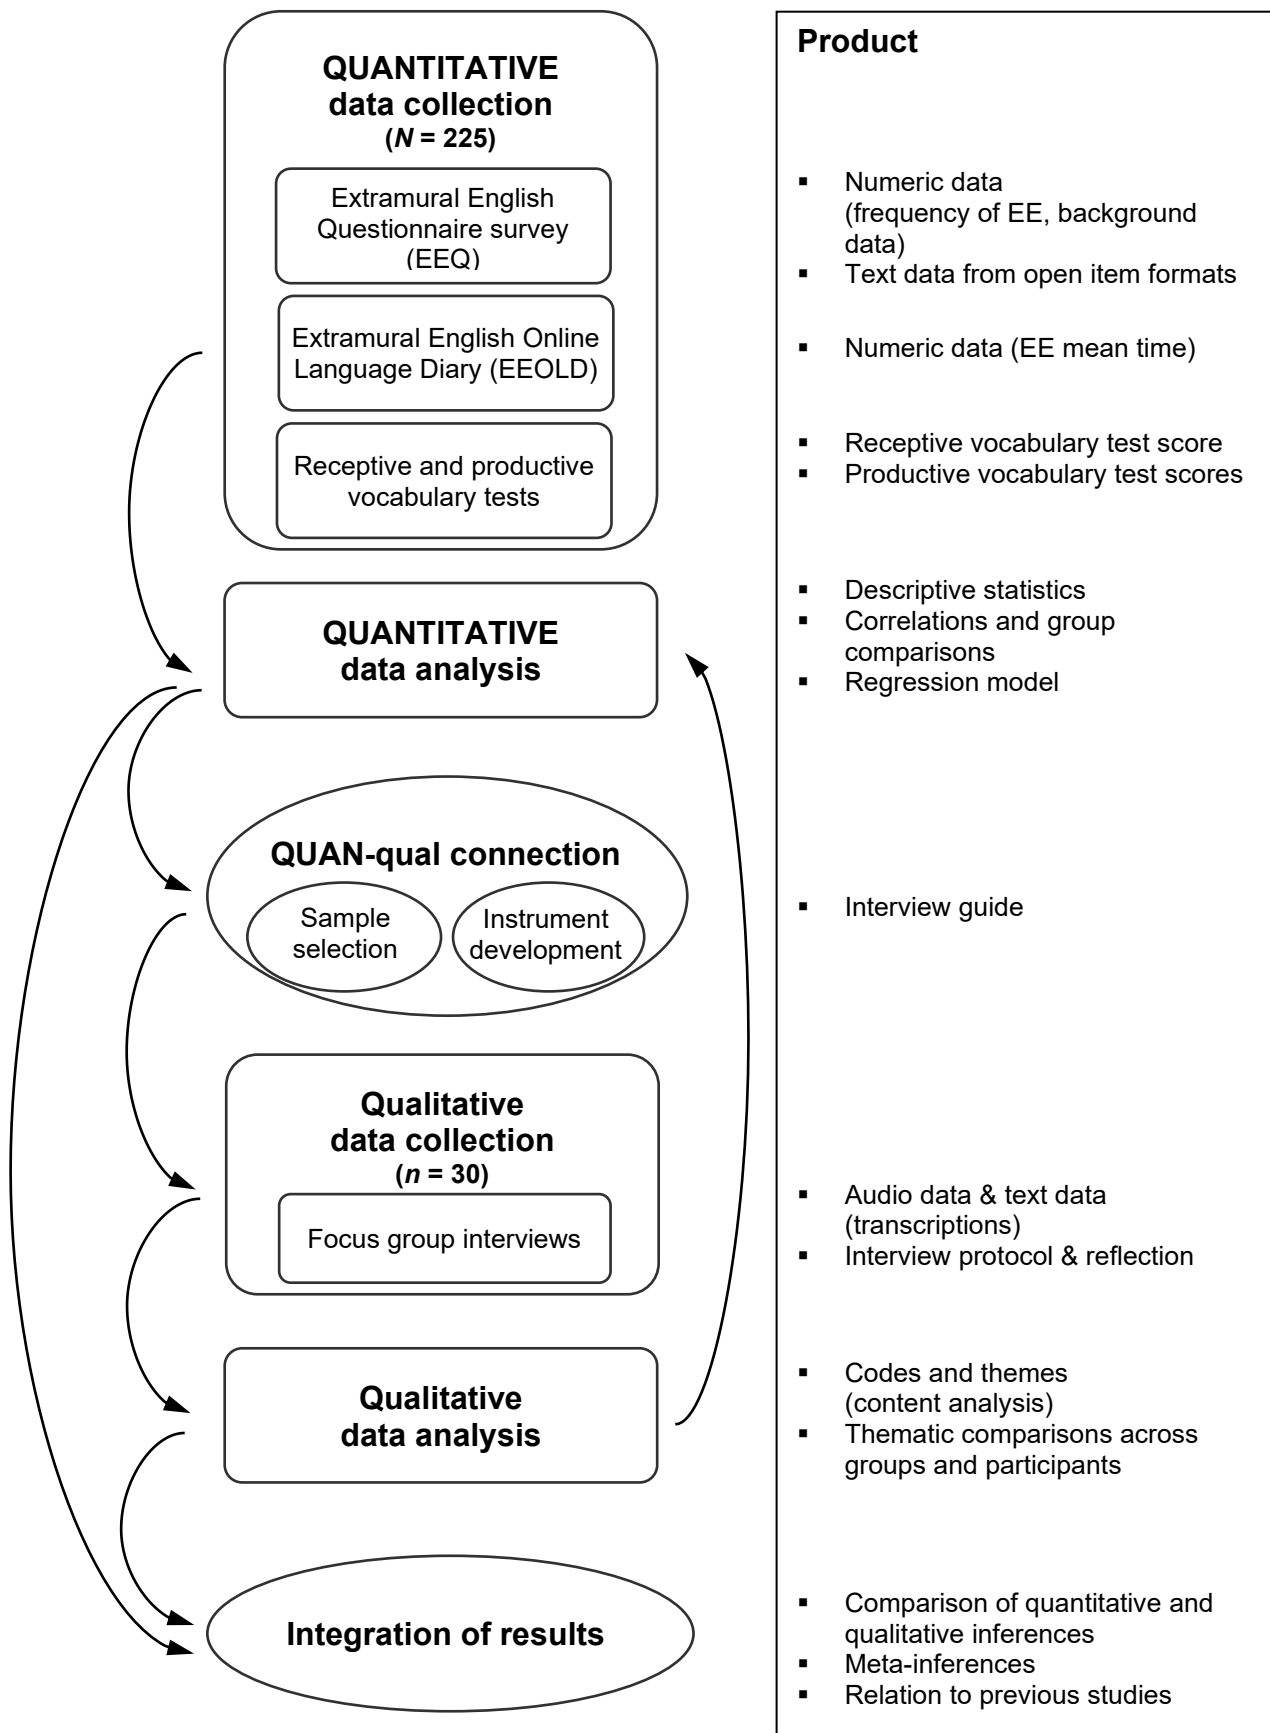 QUANTITATIVE
data collection
(N = 225)
Extramural English
Questionnaire survey
(EEQ)
Extramural English Online
Language Diary (EEOLD)
Receptive and productive
vocabulary tests
QUANTITATIVE
data analysis
QUAN-qual connection
Sample
selection
Instrument
development
Qualitative
data collection
(n = 30)
Focus group interviews
Qualitative
data analysis
Integration of results
Product
▪ Numeric data
(frequency of EE, background
data)
▪ Text data from open item formats
▪ Numeric data (EE mean time)
▪ Receptive vocabulary test score
▪ Productive vocabulary test scores
▪ Descriptive statistics
▪ Correlations and group
comparisons
▪ Regression model
▪ Interview guide
▪ Audio data & text data
(transcriptions)
▪ Interview protocol & reflection
▪ Codes and themes
(content analysis)
▪ Thematic comparisons across
groups and participants
▪ Comparison of quantitative and
qualitative inferences
▪ Meta-inferences
▪ Relation to previous studies